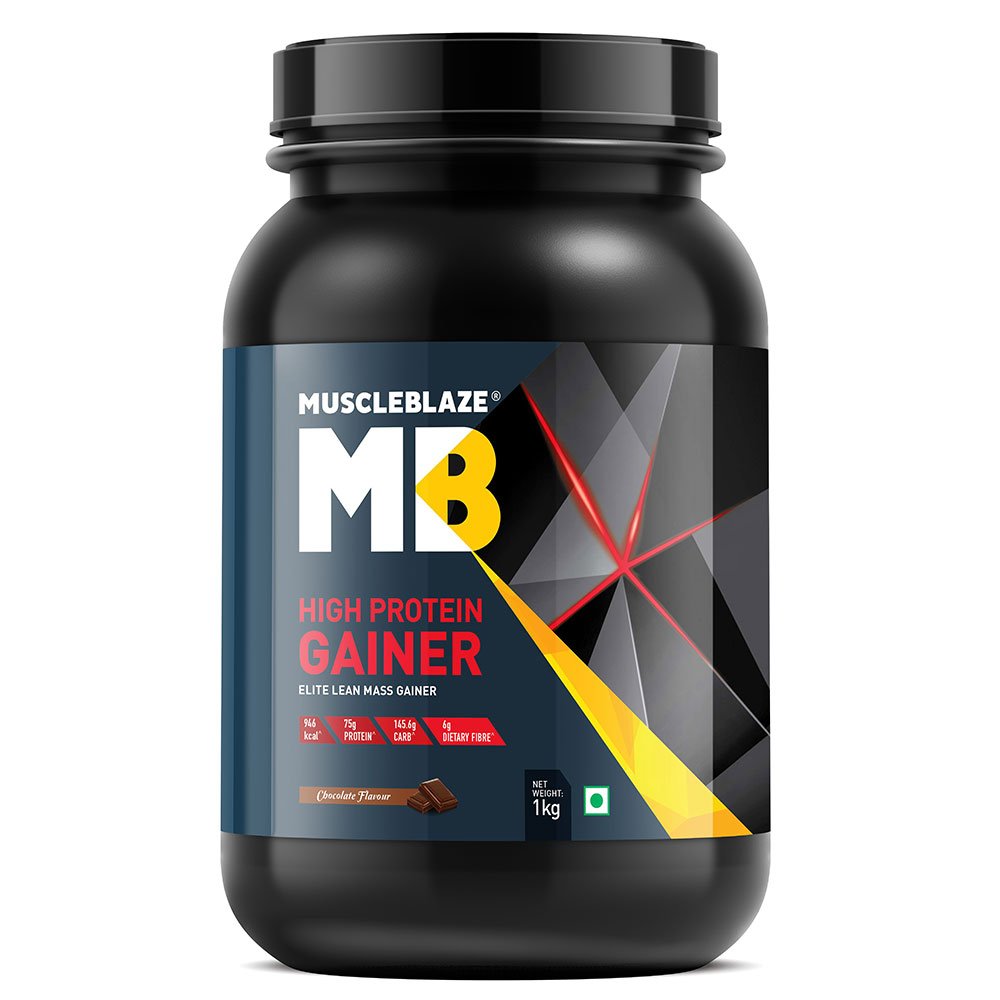 MUSCLEBLAZE®
MB
HIGH PROTEIN
GAINER
ELITE LEAN MASS GAINER
946 kcal^
75g PROTEIN^
145.6g CARB^
6g DIETARY FIBRE^
Chocolate Flavour
NET
WEIGHT:
1kg